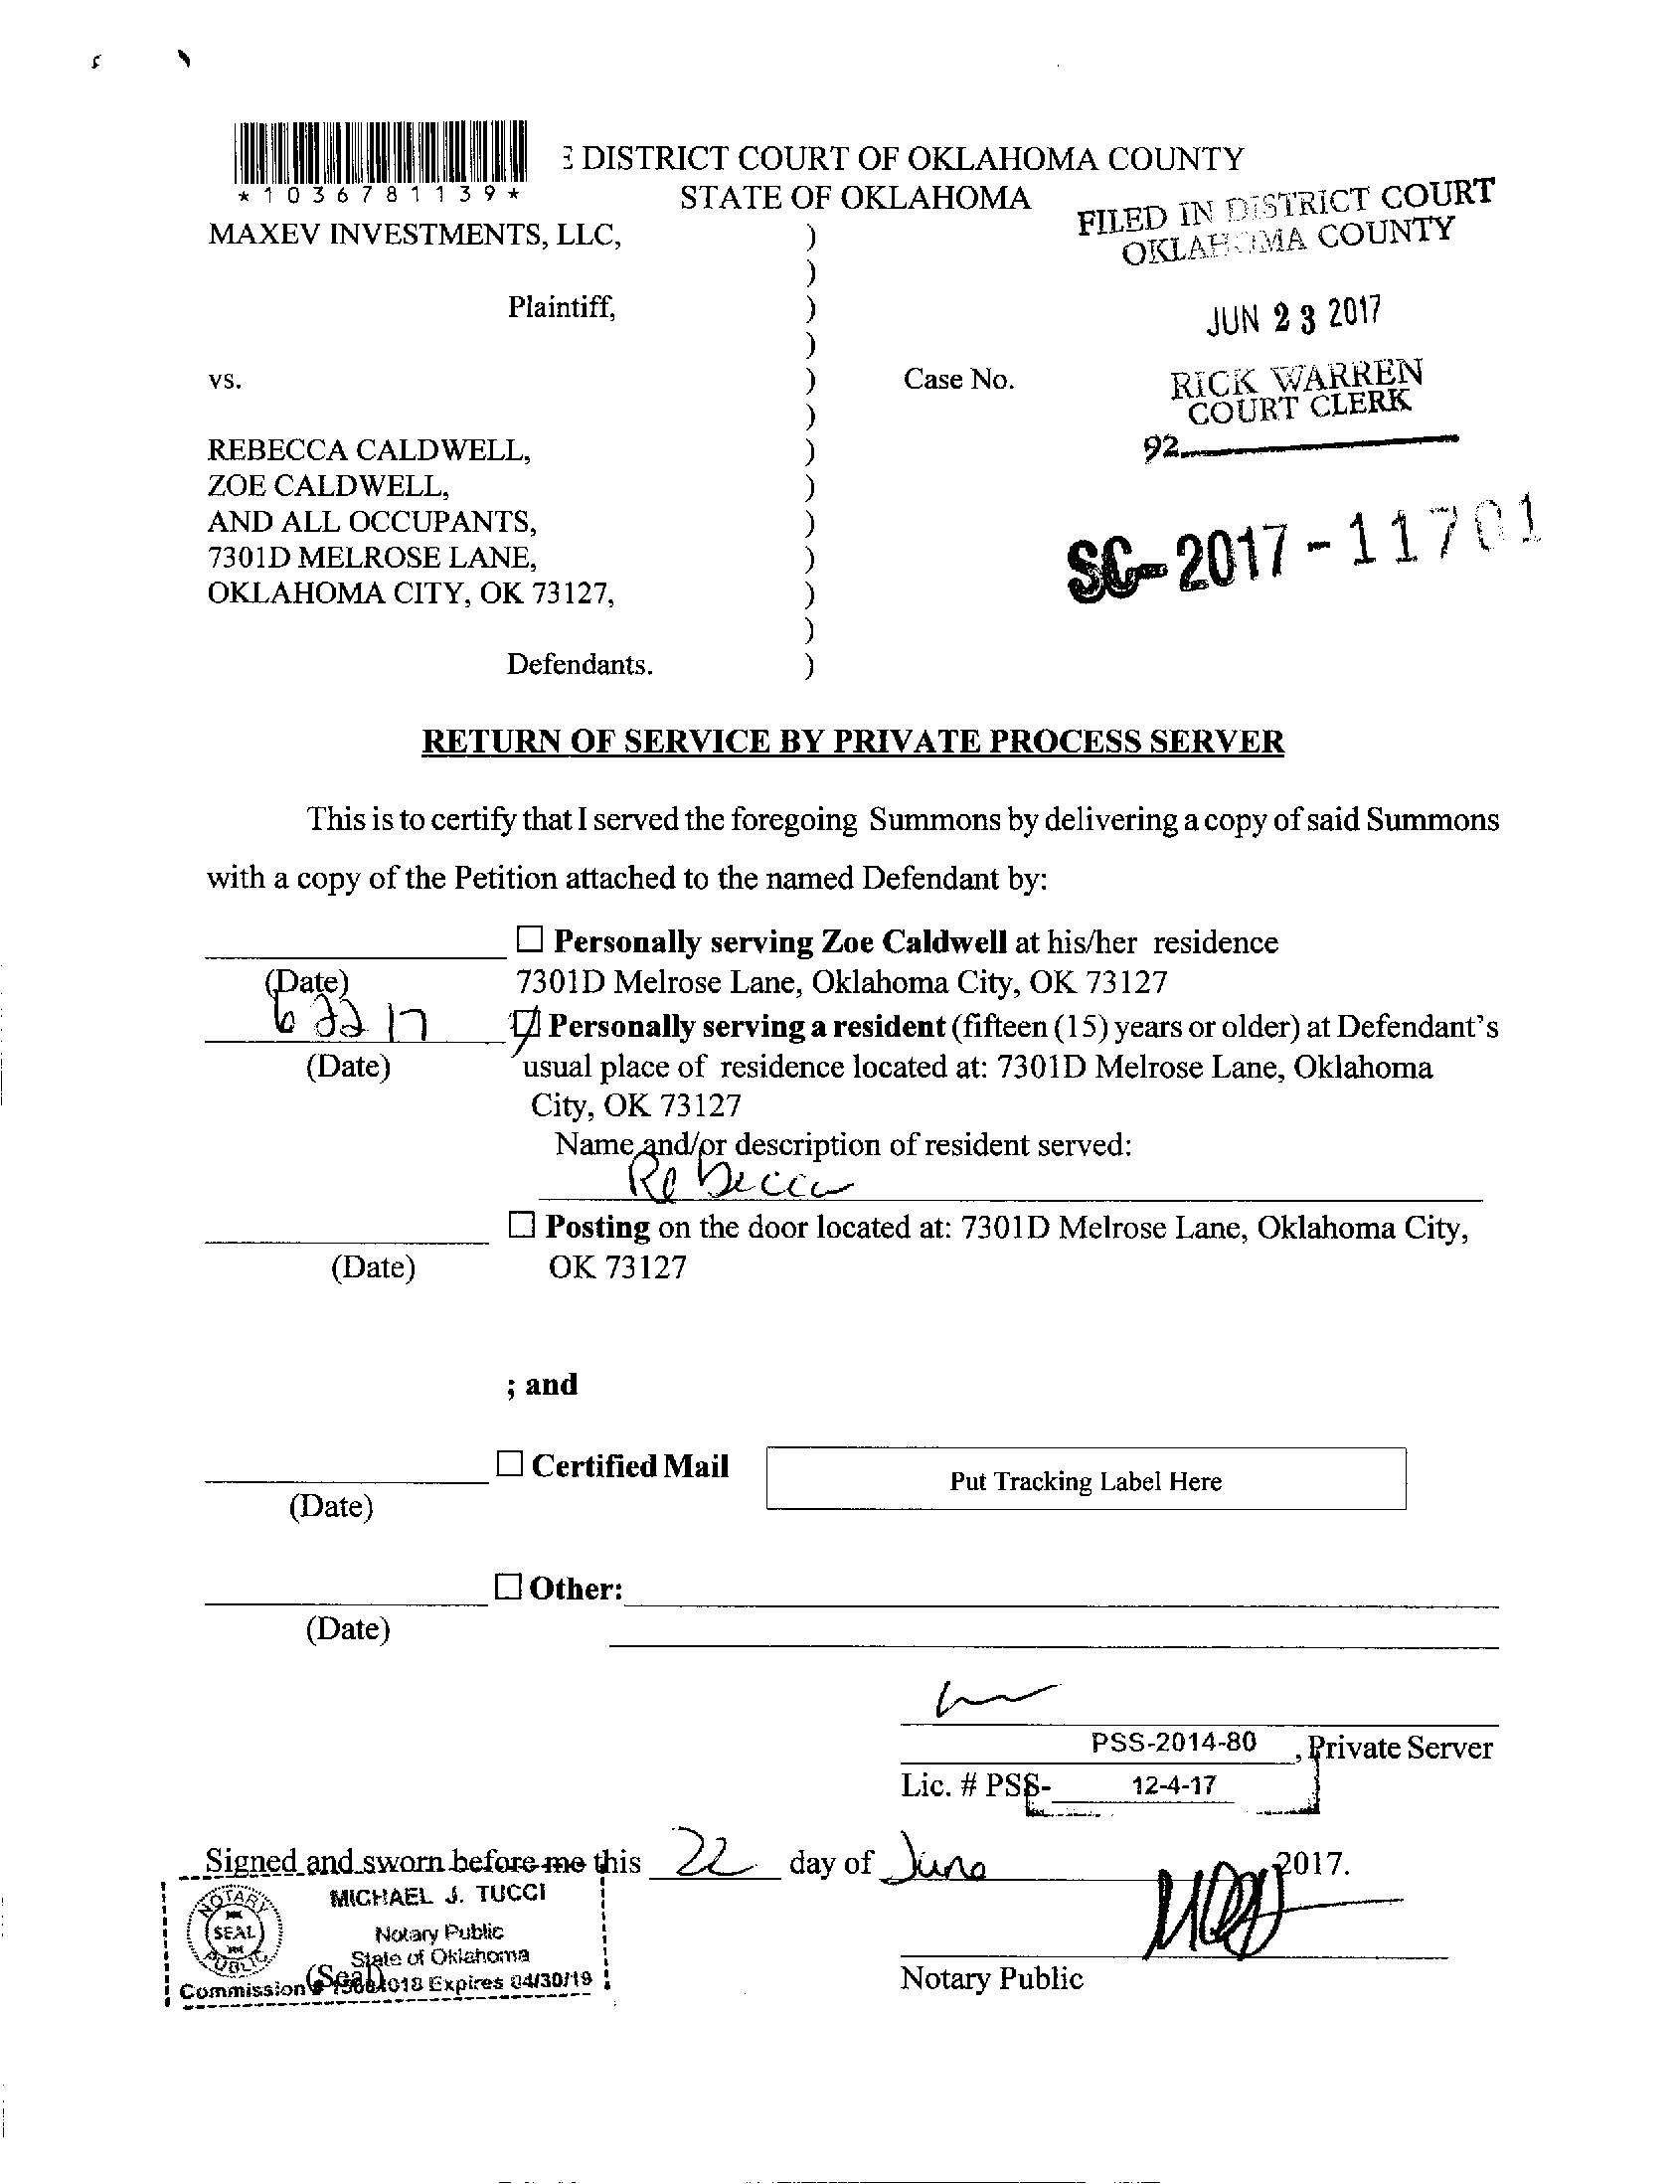 E DISTRICT COURT OF OKLAHOMA COUNTY
*1036781139*
STATE OF OKLAHOMA
FILED IN DISTRICT COURT
OKLAHOMA COUNTY
MAXEV INVESTMENTS, LLC, )
)
Plaintiff, )
JUN 23 2017
)
vs. ) Case No.
RICK WARREN
COURT CLERK
)
REBECCA CALDWELL, )
92
ZOE CALDWELL, )
AND ALL OCCUPANTS, )
SC-2017-11701
7301D MELROSE LANE, )
OKLAHOMA CITY, OK 73127, )
)
Defendants. )
RETURN OF SERVICE BY PRIVATE PROCESS SERVER
This is to certify that I served the foregoing Summons by delivering a copy of said Summons
with a copy of the Petition attached to the named Defendant by:
☐ Personally serving Zoe Caldwell at his/her residence
(Date) 7301D Melrose Lane, Oklahoma City, OK 73127
6 22 17 ☑ Personally serving a resident (fifteen (15) years or older) at Defendant's
(Date) usual place of residence located at: 7301D Melrose Lane, Oklahoma
City, OK 73127
Name and/or description of resident served:
Rebecca
☐ Posting on the door located at: 7301D Melrose Lane, Oklahoma City,
(Date) OK 73127
; and
☐ Certified Mail Put Tracking Label Here
(Date)
☐ Other:
(Date)
PSS-2014-80 , Private Server
Lic. # PSS- 12-4-17
Signed and sworn before me this 22 day of June 2017.
MICHAEL J. TUCCI
NOTARY
SEAL
PUBLIC
Notary Public
State of Oklahoma
(Seal)
Commission # Expires 04/30/19
Notary Public